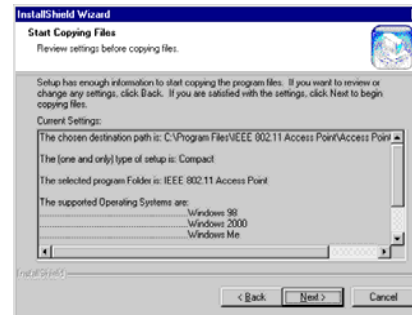 InstallShield Wizard
Start Copying Files
Review settings before copying files.
Setup has enough information to start copying the program files. If you want to review or
change any settings, click Back. If you are satisfied with the settings, click Next to begin
copying files.
Current Settings:
The chosen destination path is: C:\Program Files\IEEE 802.11 Access Point\Access Point
The (one and only) type of setup is: Compact
The selected program Folder is: IEEE 802.11 Access Point
The supported Operating Systems are:
........................................Windows 98
........................................Windows 2000
........................................Windows Me
InstallShield
< Back Next > Cancel